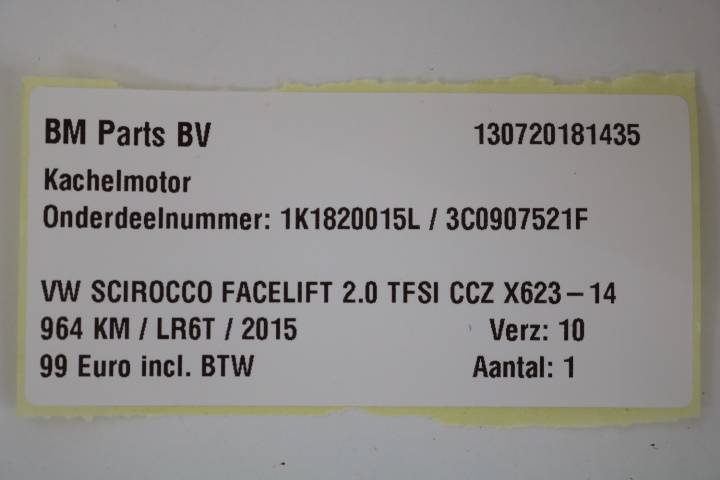 BM Parts BV 130720181435
Kachelmotor
Onderdeelnummer: 1K1820015L / 3C0907521F
VW SCIROCCO FACELIFT 2.0 TFSI CCZ X623-14
964 KM / LR6T / 2015 Verz: 10
99 Euro incl. BTW Aantal: 1